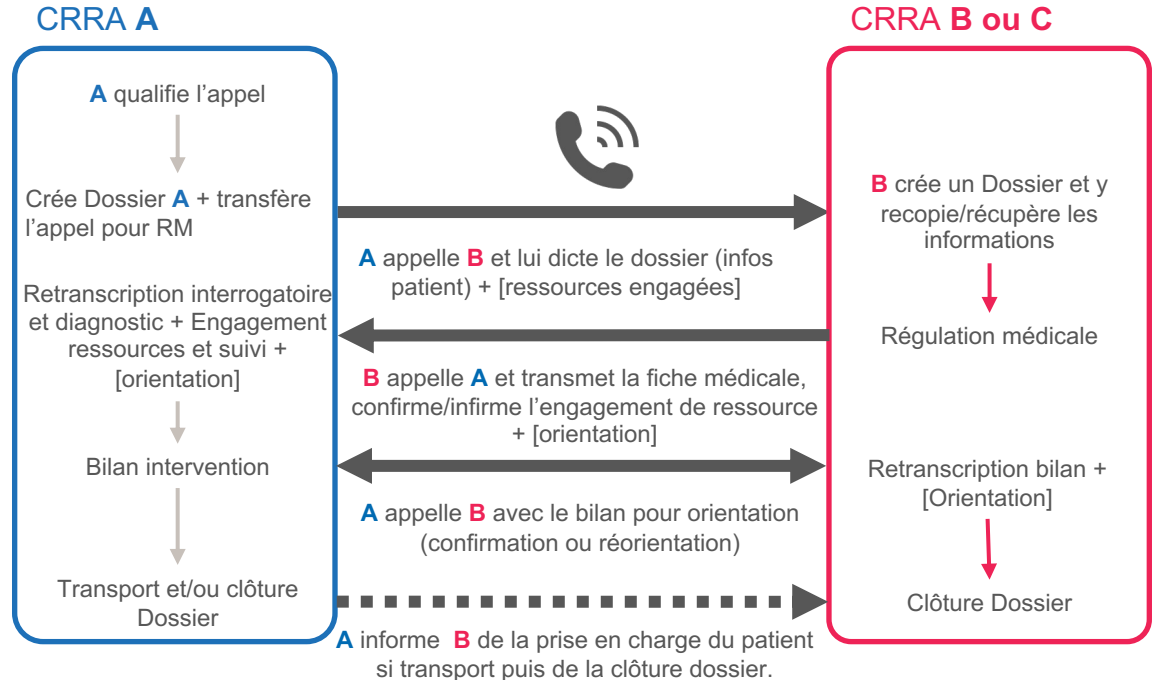 CRRA A
A qualifie l’appel
Crée Dossier A + transfère
l’appel pour RM
Retranscription interrogatoire
et diagnostic + Engagement
ressources et suivi +
[orientation]
Bilan intervention
Transport et/ou clôture
Dossier
A appelle B et lui dicte le dossier (infos
patient) + [ressources engagées]
B appelle A et transmet la fiche médicale,
confirme/infirme l’engagement de ressource
+ [orientation]
A appelle B avec le bilan pour orientation
(confirmation ou réorientation)
A informe B de la prise en charge du patient
si transport puis de la clôture dossier.
CRRA B ou C
B crée un Dossier et y
recopie/récupère les
informations
Régulation médicale
Retranscription bilan +
[Orientation]
Clôture Dossier